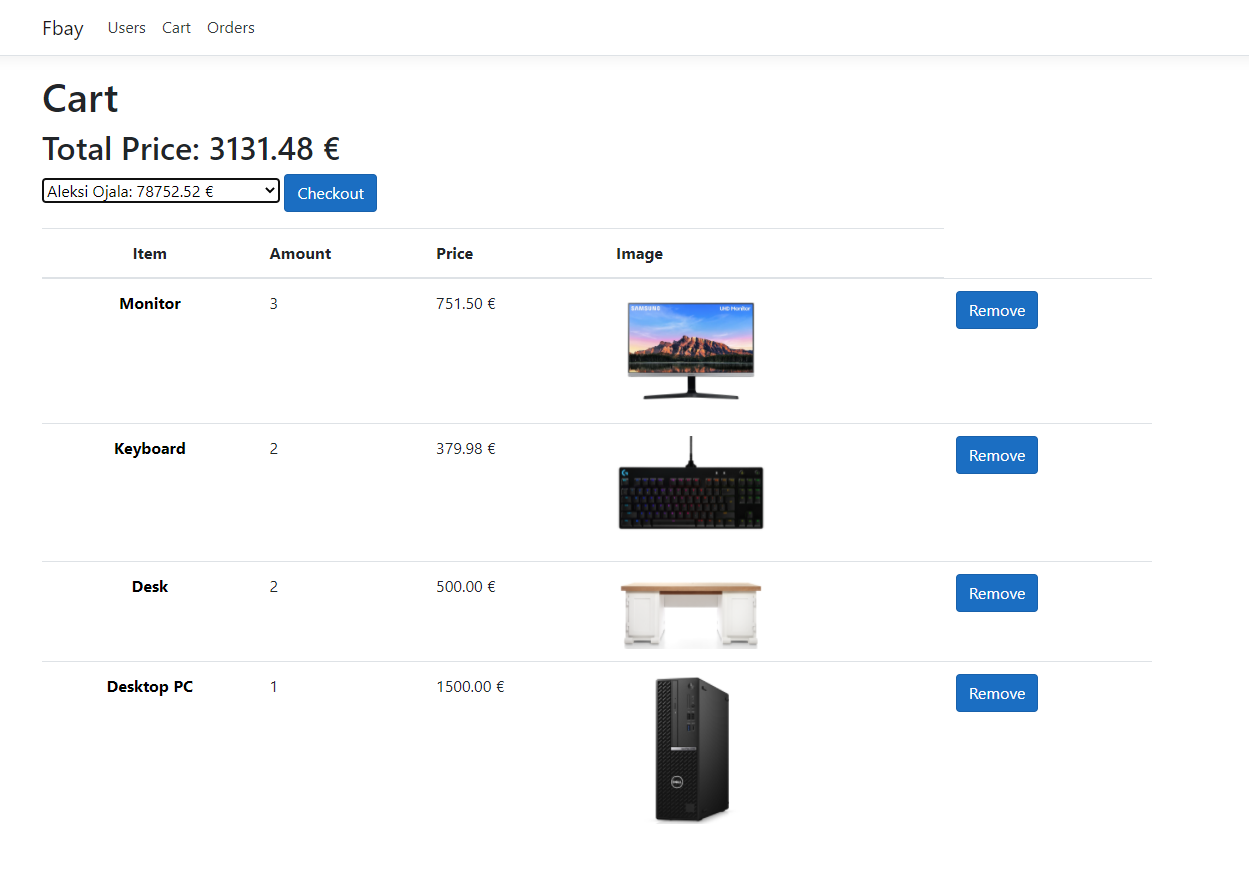 Fbay Users Cart Orders
Cart
Total Price: 3131.48 €
Aleksi Ojala: 78752.52 € Checkout
Item Amount Price Image
Monitor 3 751.50 € Remove
SAMSUNG UHD Monitor
Keyboard 2 379.98 € Remove
Desk 2 500.00 € Remove
Desktop PC 1 1500.00 € Remove
DELL